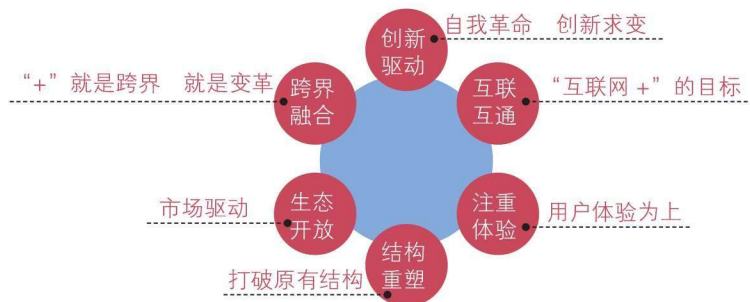 创新
驱动
自我革命 创新求变
“+”就是跨界 就是变革
跨界
融合
互联
互通
“互联网 +”的目标
市场驱动
生态
开放
注重
体验
用户体验为上
打破原有结构
结构
重塑